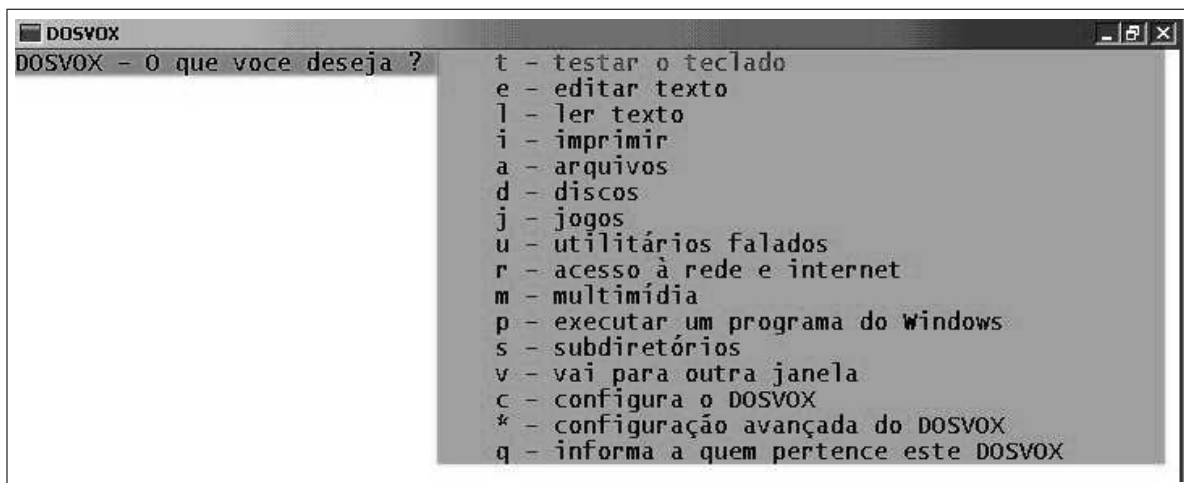 DOSVOX
DOSVOX - O que voce deseja ?
t - testar o teclado
e - editar texto
l - ler texto
i - imprimir
a - arquivos
d - discos
j - jogos
u - utilitários falados
r - acesso à rede e internet
m - multimídia
p - executar um programa do Windows
s - subdiretórios
v - vai para outra janela
c - configura o DOSVOX
* - configuração avançada do DOSVOX
q - informa a quem pertence este DOSVOX